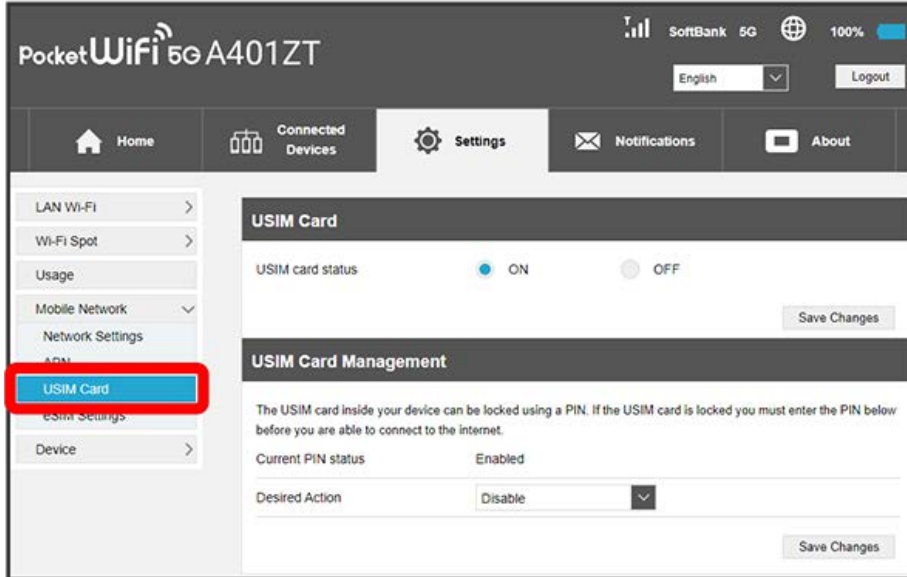 SoftBank 5G 100%
Pocket WiFi 5G A401ZT
English Logout
Home Connected Devices Settings Notifications About
LAN Wi-Fi
Wi-Fi Spot
Usage
Mobile Network
Network Settings
APN
USIM Card
eSIM Settings
Device
USIM Card
USIM card status ON OFF
Save Changes
USIM Card Management
The USIM card inside your device can be locked using a PIN. If the USIM card is locked you must enter the PIN below
before you are able to connect to the internet.
Current PIN status Enabled
Desired Action Disable
Save Changes